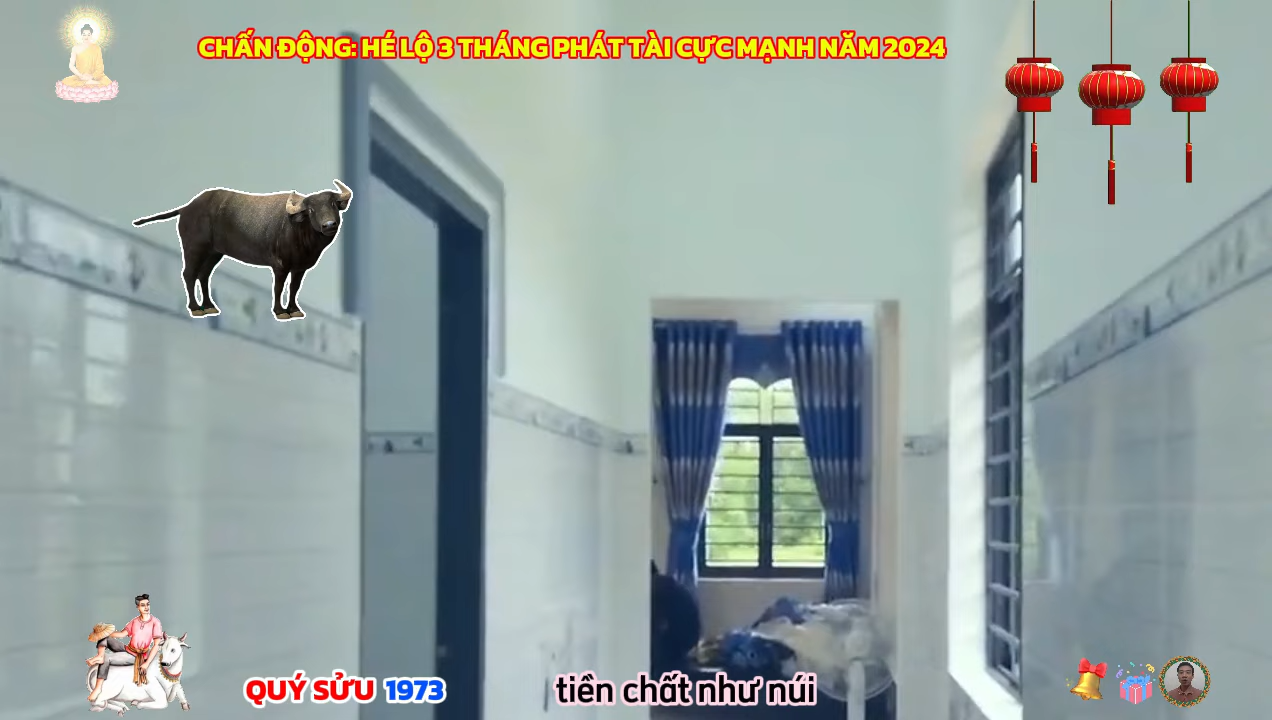 CHẤN ĐỘNG: HÉ LỘ 3 THÁNG PHÁT TÀI CỰC MẠNH NĂM 2024
QUÝ SỬU 1973
tiền chất như núi